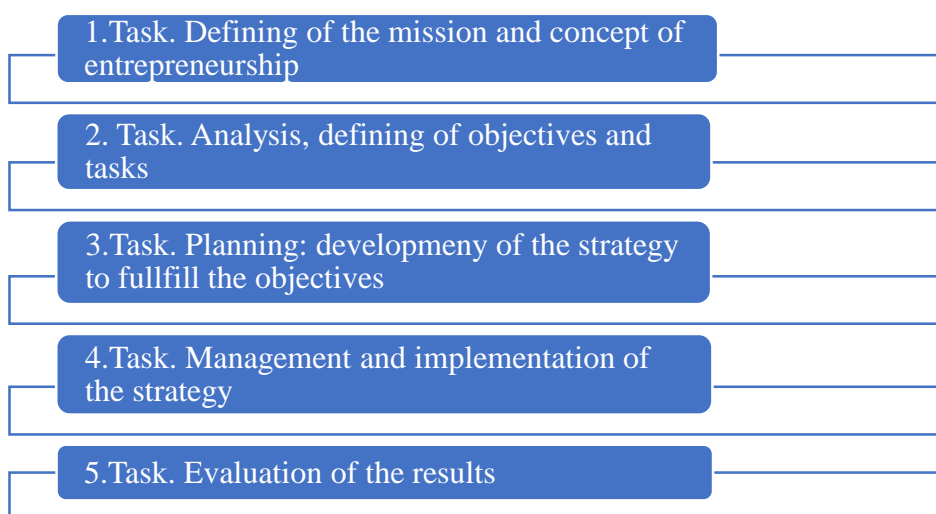 1.Task. Defining of the mission and concept of
entrepreneurship
2. Task. Analysis, defining of objectives and
tasks
3.Task. Planning: developmeny of the strategy
to fullfill the objectives
4.Task. Management and implementation of
the strategy
5.Task. Evaluation of the results